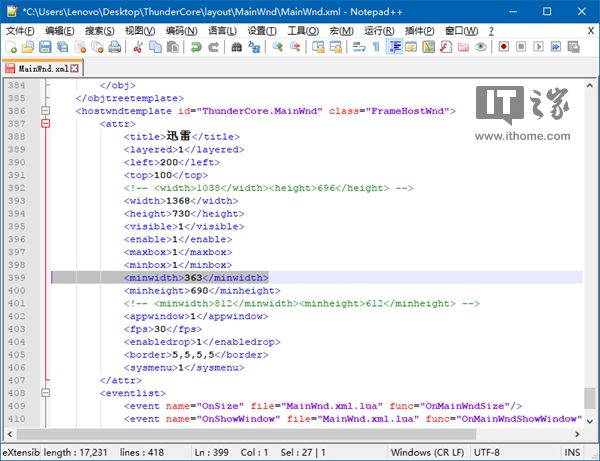 *C:\Users\Lenovo\Desktop\ThunderCore\layout\MainWnd\MainWnd.xml - Notepad++
文件(F) 编辑(E) 搜索(S) 视图(V) 编码(N) 语言(L) 设置(T) 工具(O) 宏(M) 运行(R) 插件(P) 窗口(W) ? X
MainWnd.xml
384 </obj>
385 </objtreetemplate>
386 <hostwndtemplate id="ThunderCore.MainWnd" class="FrameHostWnd">
387 <attr>
388 <title>迅雷</title>
389 <layered>1</layered>
390 <left>200</left>
391 <top>100</top>
392 <!-- <width>1038</width><height>696</height> -->
393 <width>1368</width>
394 <height>730</height>
395 <visible>1</visible>
396 <enable>1</enable>
397 <maxbox>1</maxbox>
398 <minbox>1</minbox>
399 <minwidth>363</minwidth>
400 <minheight>690</minheight>
401 <!-- <minwidth>812</minwidth><minheight>612</minheight> -->
402 <appwindow>1</appwindow>
403 <fps>30</fps>
404 <enabledrop>1</enabledrop>
405 <border>5,5,5,5</border>
406 <sysmenu>1</sysmenu>
407 </attr>
408 <eventlist>
409 <event name="OnSize" file="MainWnd.xml.lua" func="OnMainWndSize"/>
410 <event name="OnShowWindow" file="MainWnd.xml.lua" func="OnMainWndShowWindow"
IT之家
www.ithome.com
eXtensib length : 17,231 lines : 418 Ln : 399 Col : 1 Sel : 27 | 1 Windows (CR LF) UTF-8 INS